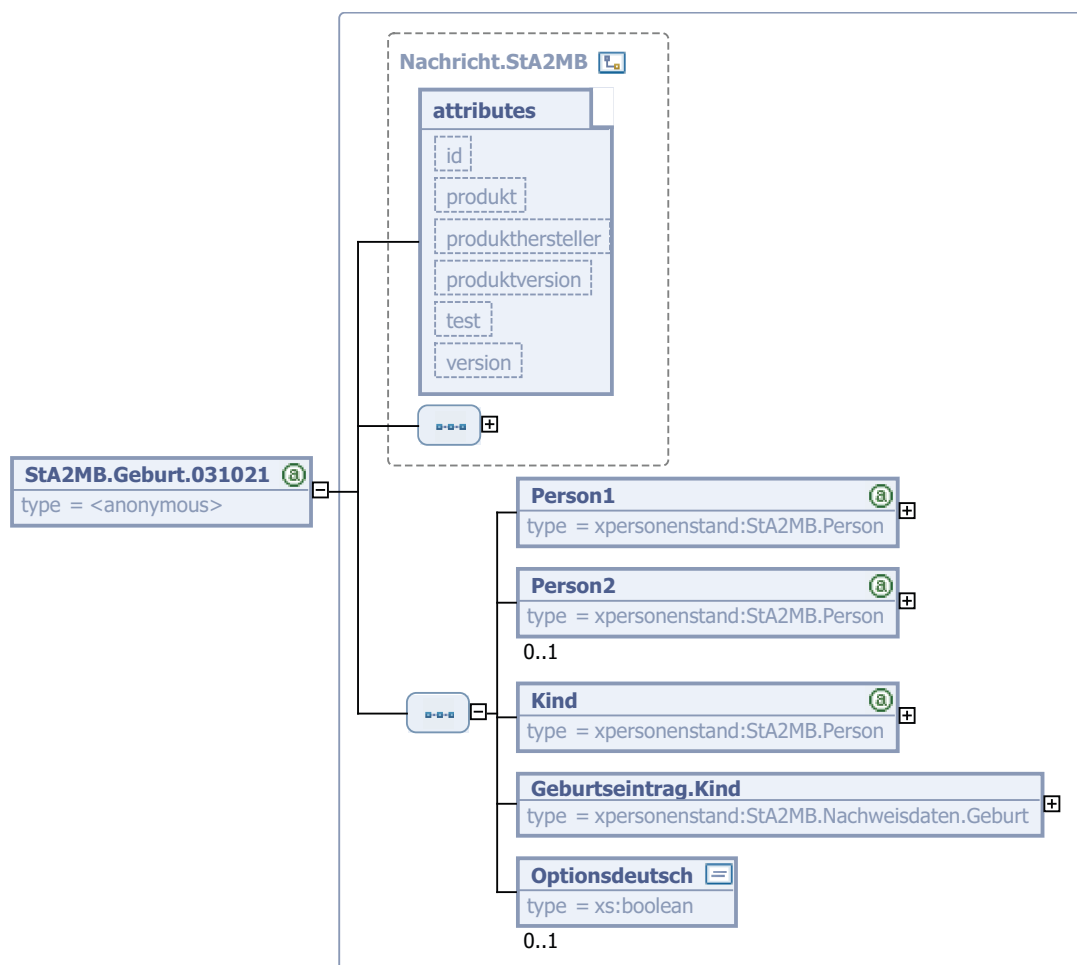 Nachricht.StA2MB
attributes
id
produkt
produkthersteller
produktversion
test
version
StA2MB.Geburt.031021
type = <anonymous>
Person1
type = xpersonenstand:StA2MB.Person
Person2
type = xpersonenstand:StA2MB.Person
0..1
Kind
type = xpersonenstand:StA2MB.Person
Geburtseintrag.Kind
type = xpersonenstand:StA2MB.Nachweisdaten.Geburt
Optionsdeutsch
type = xs:boolean
0..1